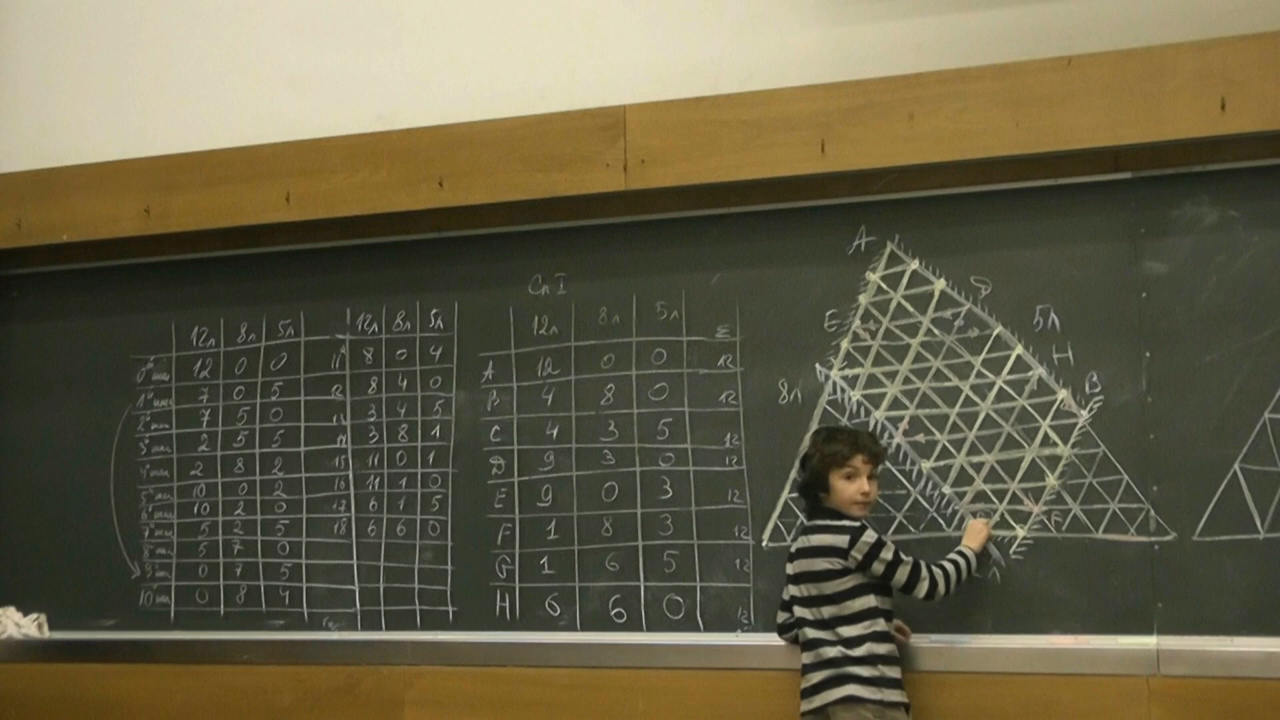 12л 8л 5л 12л 8л 5л
0й 12 0 0 11й 8 0 4
1й 7 0 5 12 8 4 0
2й 7 5 0 3 4 5
3й 2 5 5 3 8 1
4й 2 8 2 15 11 0 1
5й 10 0 2 16 11 1 0
6й 10 2 0 17 6 1 5
7й 5 2 5 18 6 6 0
8й 5 7 0
9й 0 7 5
10й 0 8 4
Сл I
12л 8л 5л Σ
A 12 0 0 12
B 4 8 0 12
C 4 3 5 12
D 9 3 0 12
E 9 0 3 12
F 1 8 3 12
G 1 6 5 12
H 6 6 0 12
A
E
5л
H
B
8л
F